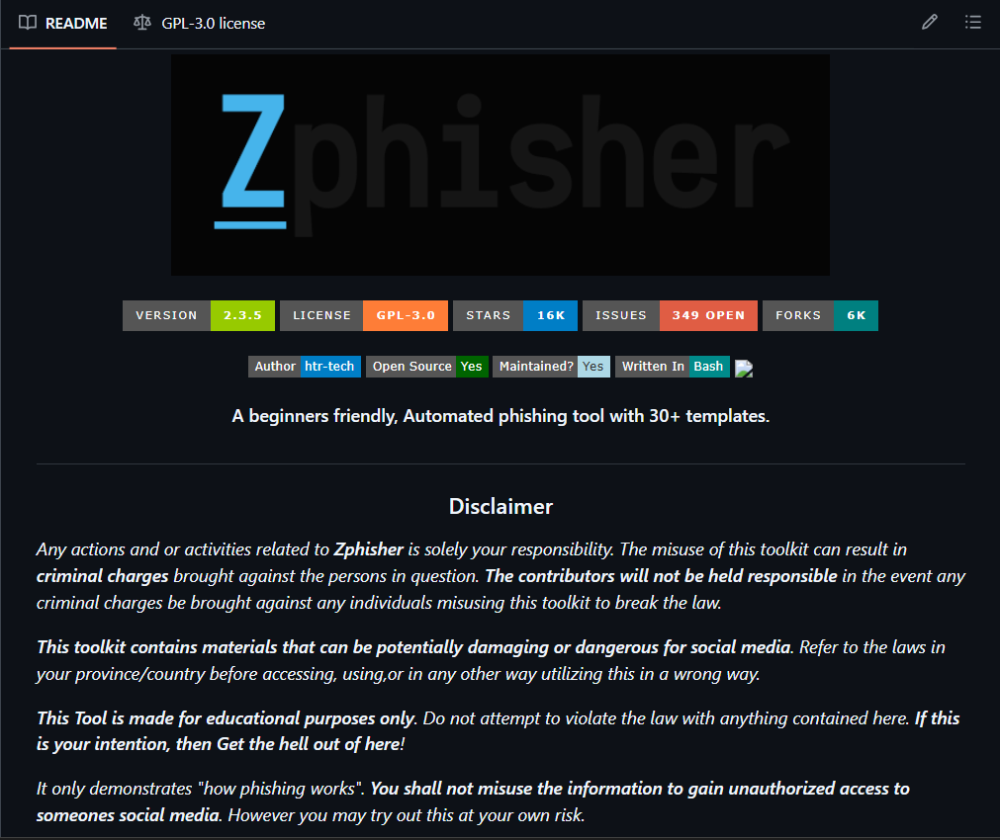 README GPL-3.0 license
Zphisher
VERSION 2.3.5 LICENSE GPL-3.0 STARS 16K ISSUES 349 OPEN FORKS 6K
Author htr-tech Open Source Yes Maintained? Yes Written In Bash
A beginners friendly, Automated phishing tool with 30+ templates.
Disclaimer
Any actions and or activities related to Zphisher is solely your responsibility. The misuse of this toolkit can result in
criminal charges brought against the persons in question. The contributors will not be held responsible in the event any
criminal charges be brought against any individuals misusing this toolkit to break the law.
This toolkit contains materials that can be potentially damaging or dangerous for social media. Refer to the laws in
your province/country before accessing, using,or in any other way utilizing this in a wrong way.
This Tool is made for educational purposes only. Do not attempt to violate the law with anything contained here. If this
is your intention, then Get the hell out of here!
It only demonstrates "how phishing works". You shall not misuse the information to gain unauthorized access to
someones social media. However you may try out this at your own risk.